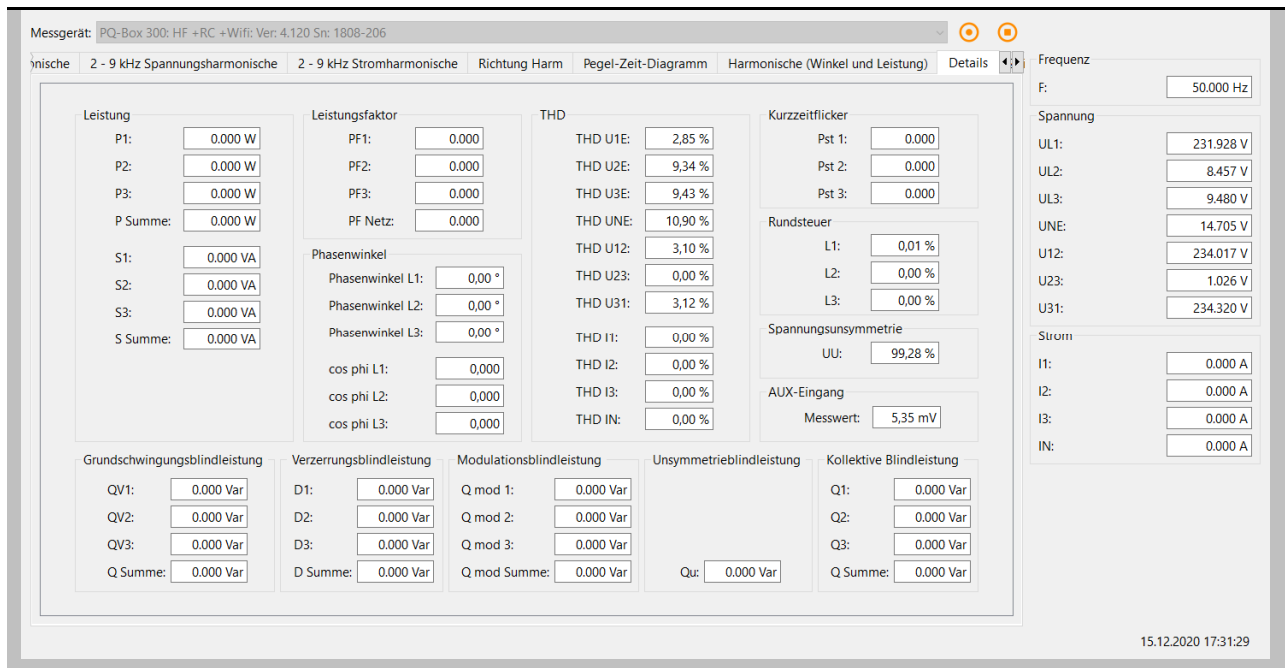 Messgerät: PQ-Box 300: HF +RC +Wifi: Ver: 4.120 Sn: 1808-206
2 - 9 kHz Spannungsharmonische 2 - 9 kHz Stromharmonische Richtung Harm Pegel-Zeit-Diagramm Harmonische (Winkel und Leistung) Details
Leistung
P1: 0.000 W
P2: 0.000 W
P3: 0.000 W
P Summe: 0.000 W
S1: 0.000 VA
S2: 0.000 VA
S3: 0.000 VA
S Summe: 0.000 VA
Leistungsfaktor
PF1: 0.000
PF2: 0.000
PF3: 0.000
PF Netz: 0.000
Phasenwinkel
Phasenwinkel L1: 0,00 °
Phasenwinkel L2: 0,00 °
Phasenwinkel L3: 0,00 °
cos phi L1: 0,000
cos phi L2: 0,000
cos phi L3: 0,000
THD
THD U1E: 2,85 %
THD U2E: 9,34 %
THD U3E: 9,43 %
THD UNE: 10,90 %
THD U12: 3,10 %
THD U23: 0,00 %
THD U31: 3,12 %
THD I1: 0,00 %
THD I2: 0,00 %
THD I3: 0,00 %
THD IN: 0,00 %
Kurzzeitflicker
Pst 1: 0.000
Pst 2: 0.000
Pst 3: 0.000
Rundsteuer
L1: 0,01 %
L2: 0,00 %
L3: 0,00 %
Spannungsunsymmetrie
UU: 99,28 %
AUX-Eingang
Messwert: 5,35 mV
Grundschwingungsblindleistung
QV1: 0.000 Var
QV2: 0.000 Var
QV3: 0.000 Var
Q Summe: 0.000 Var
Verzerrungsblindleistung
D1: 0.000 Var
D2: 0.000 Var
D3: 0.000 Var
D Summe: 0.000 Var
Modulationsblindleistung
Q mod 1: 0.000 Var
Q mod 2: 0.000 Var
Q mod 3: 0.000 Var
Q mod Summe: 0.000 Var
Unsymmetrieblindleistung
Qu: 0.000 Var
Kollektive Blindleistung
Q1: 0.000 Var
Q2: 0.000 Var
Q3: 0.000 Var
Q Summe: 0.000 Var
Frequenz
F: 50.000 Hz
Spannung
UL1: 231.928 V
UL2: 8.457 V
UL3: 9.480 V
UNE: 14.705 V
U12: 234.017 V
U23: 1.026 V
U31: 234.320 V
Strom
I1: 0.000 A
I2: 0.000 A
I3: 0.000 A
IN: 0.000 A
15.12.2020 17:31:29